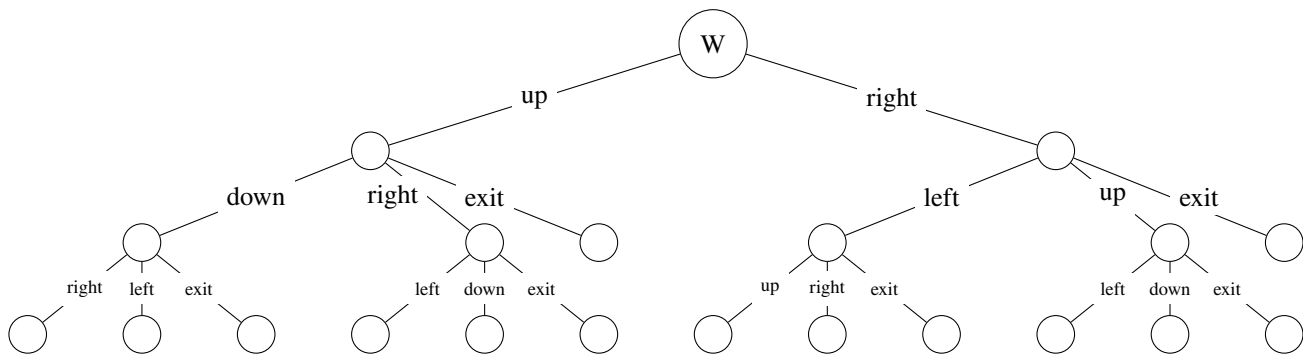 W
up right
down right exit left up exit
right left exit left down exit up right exit left down exit